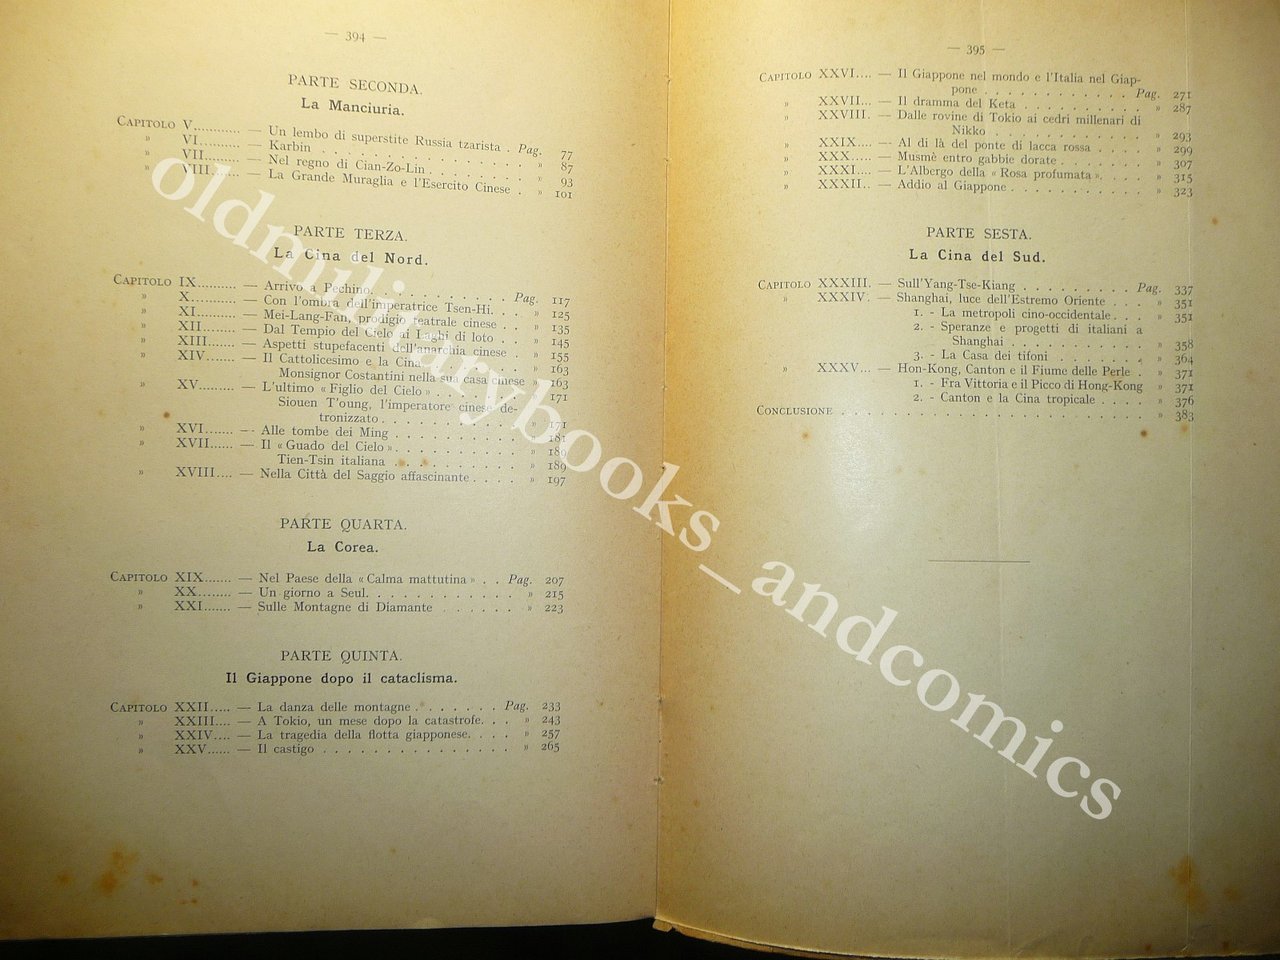 — 394 —
PARTE SECONDA.
La Manciuria.
CAPITOLO V........... — Un lembo di superstite Russia tzarista . Pag. 77
» VI........... — Karbin . . . . . . . . . . . . . » 87
» VII........ — Nel regno di Cian-Zo-Lin . . . . . . . » 93
» VIII....... — La Grande Muraglia e l'Esercito Cinese . » 101
PARTE TERZA.
La Cina del Nord.
CAPITOLO IX.......... — Arrivo a Pechino. . . . . . . . . . Pag. 117
» X........... — Con l'ombra dell'imperatrice Tsen-Hi. . . » 125
» XI.......... — Mei-Lang-Fan, prodigio teatrale cinese . . » 135
» XII........ — Dal Tempio del Cielo ai Laghi di loto . . » 145
» XIII....... — Aspetti stupefacenti dell'anarchia cinese . » 155
» XIV........ — Il Cattolicesimo e la Cina . . . . . . » 163
Monsignor Costantini nella sua casa cinese » 163
» XV.......... — L'ultimo « Figlio del Cielo » . . . . . . » 171
Siouen T'oung, l'imperatore cinese de-
tronizzato . . . . . . . . . . » 171
» XVI........ — Alle tombe dei Ming . . . . . . . . » 181
» XVII...... — Il « Guado del Cielo ». . . . . . . . . » 189
Tien-Tsin italiana . . . . . . . . . » 189
» XVIII.... — Nella Città del Saggio affascinante . . . . » 197
PARTE QUARTA.
La Corea.
CAPITOLO XIX....... — Nel Paese della « Calma mattutina » . . Pag. 207
» XX........ — Un giorno a Seul. . . . . . . . . . . » 215
» XXI....... — Sulle Montagne di Diamante . . . . . . » 223
PARTE QUINTA.
Il Giappone dopo il cataclisma.
CAPITOLO XXII..... — La danza delle montagne . . . . . . . Pag. 233
» XXIII.... — A Tokio, un mese dopo la catastrofe. . . » 243
» XXIV.... — La tragedia della flotta giapponese. . . . » 257
» XXV...... — Il castigo . . . . . . . . . . . . . . » 265
— 395 —
CAPITOLO XXVI.... — Il Giappone nel mondo e l'Italia nel Giap-
pone . . . . . . . . . . . . Pag. 271
» XXVII... — Il dramma del Keta . . . . . . . . . » 287
» XXVIII. — Dalle rovine di Tokio ai cedri millenari di
Nikko . . . . . . . . . . . . » 293
» XXIX... — Al di là del ponte di lacca rossa . . . . » 299
» XXX.... — Musmè entro gabbie dorate . . . . . . . » 307
» XXXI... — L'Albergo della « Rosa profumata ». . . . » 315
» XXXII.. — Addio al Giappone . . . . . . . . . . » 323
PARTE SESTA.
La Cina del Sud.
CAPITOLO XXXIII. — Sull'Yang-Tse-Kiang . . . . . . . . . Pag. 337
» XXXIV. — Shanghai, luce dell'Estremo Oriente . . . » 351
1. - La metropoli cino-occidentale . . . » 351
2. - Speranze e progetti di italiani a
Shanghai . . . . . . . . . . » 358
3. - La Casa dei tifoni . . . . . . . » 364
» XXXV... — Hon-Kong, Canton e il Fiume delle Perle . » 371
1. - Fra Vittoria e il Picco di Hong-Kong » 371
2. - Canton e la Cina tropicale . . . . » 376
CONCLUSIONE . . . . . . . . . . . . . . . . . . . . . . » 383
oldmilitarybooks_andcomics